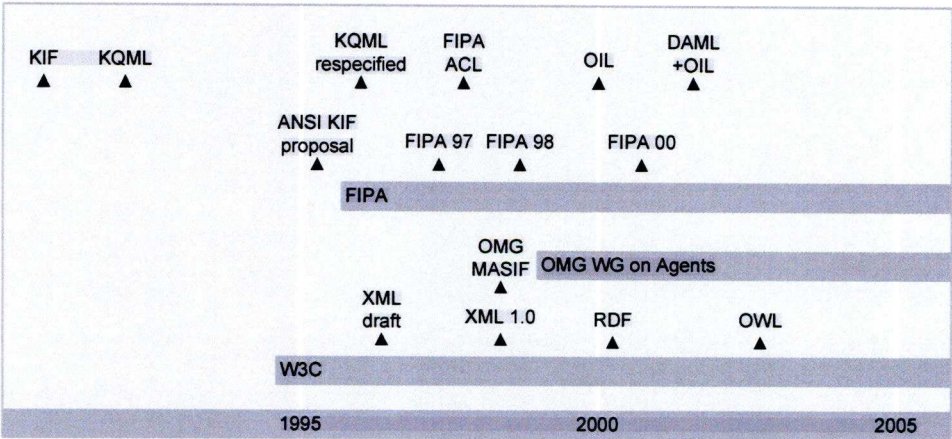 KIF KQML
KQML
respecified
FIPA
ACL
OIL
DAML
+OIL
ANSI KIF
proposal
FIPA 97 FIPA 98 FIPA 00
FIPA
OMG
MASIF
OMG WG on Agents
XML
draft
XML 1.0 RDF OWL
W3C
1995 2000 2005